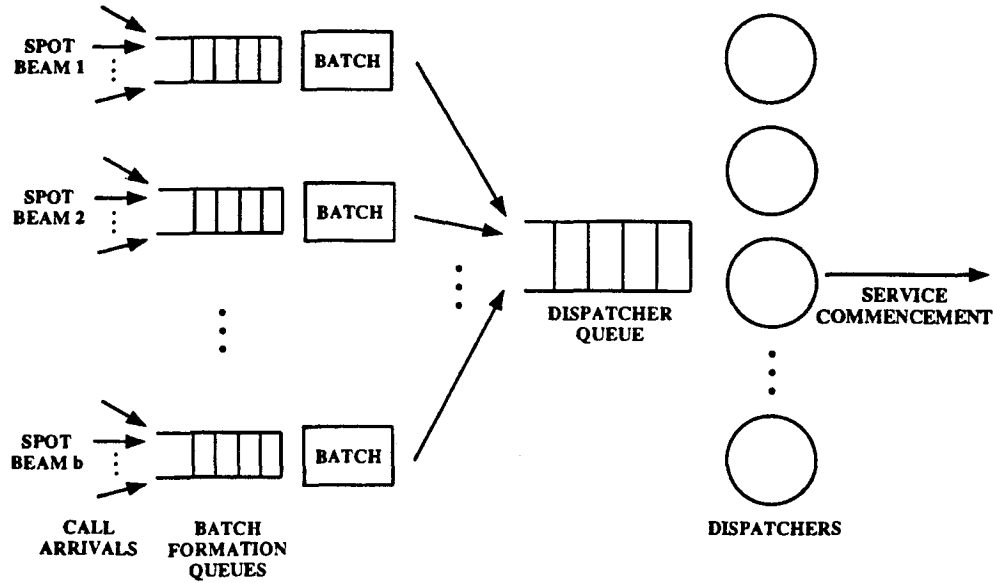 SPOT
BEAM 1
BATCH
SPOT
BEAM 2
BATCH
DISPATCHER
QUEUE
SERVICE
COMMENCEMENT
SPOT
BEAM b
BATCH
CALL
ARRIVALS
BATCH
FORMATION
QUEUES
DISPATCHERS